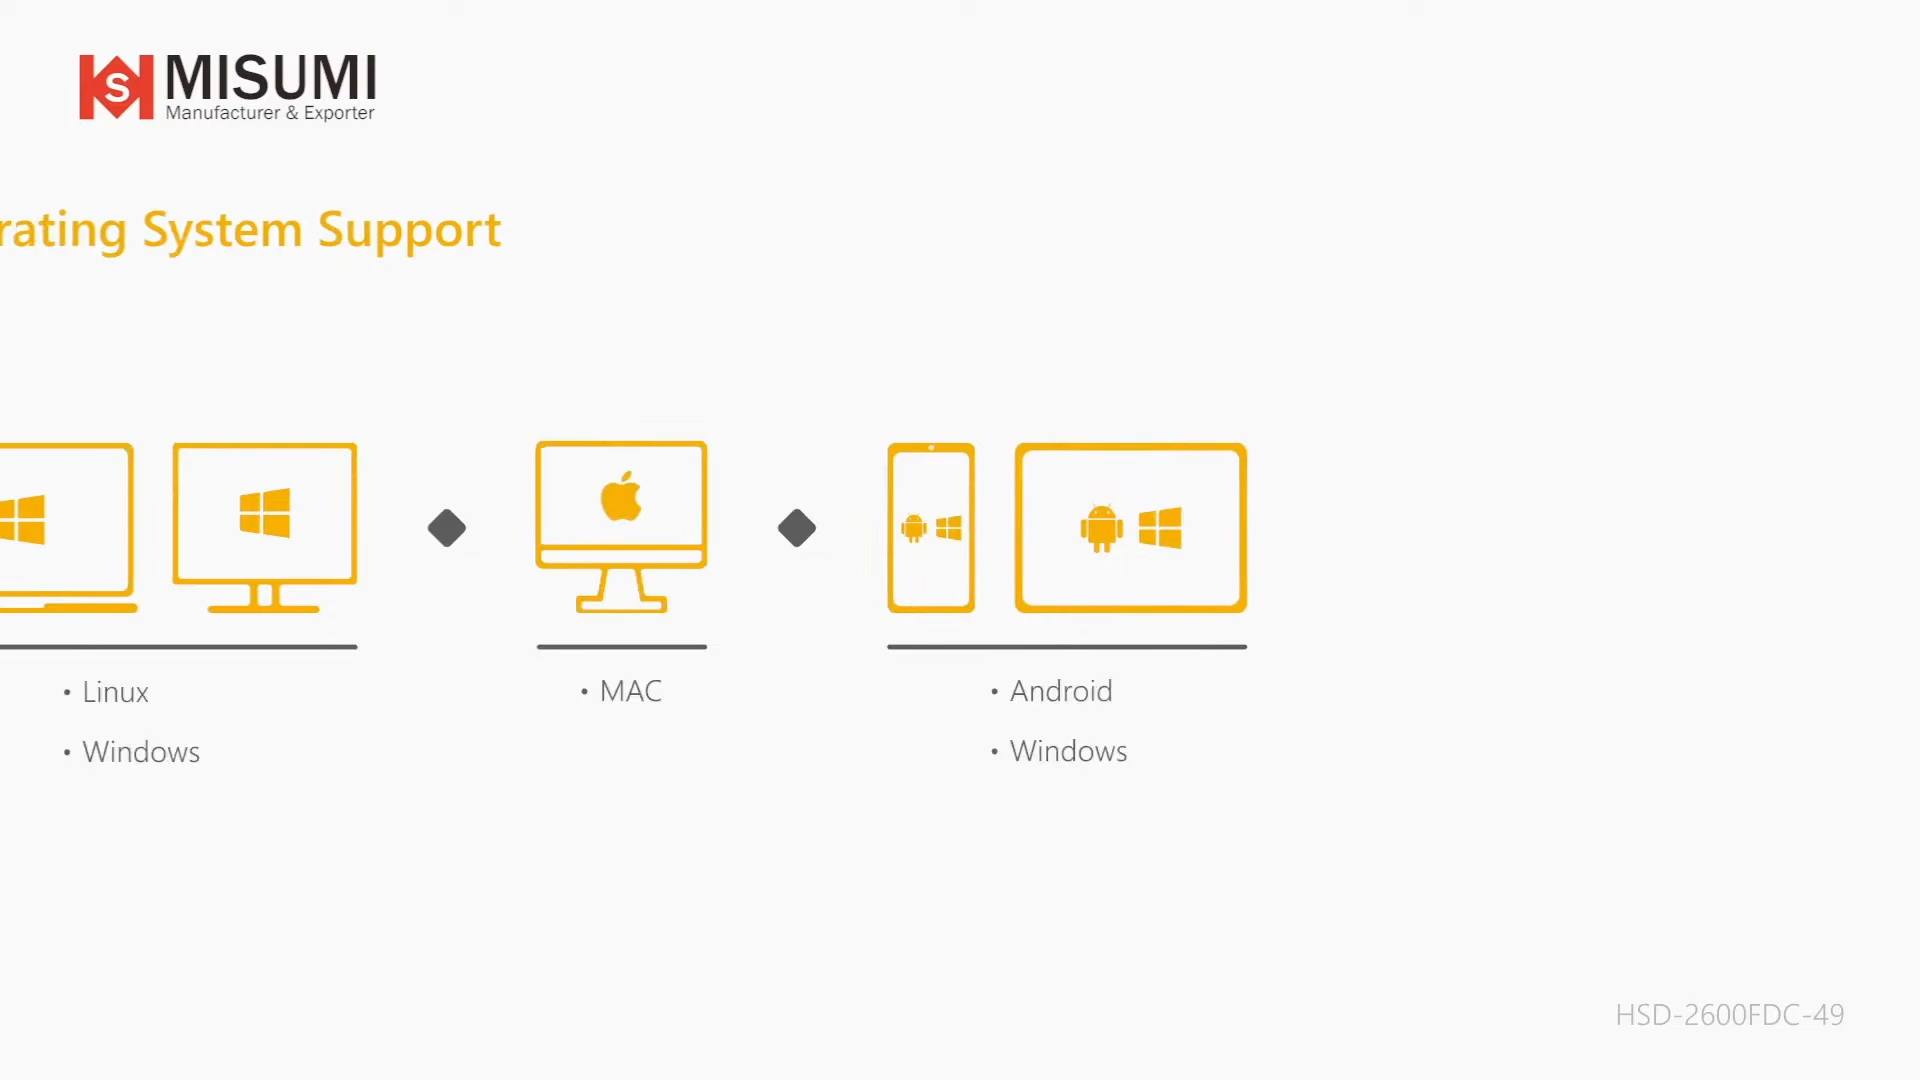 MISUMI
Manufacturer & Exporter
rating System Support
• Linux
• Windows
• MAC
• Android
• Windows
HSD-2600FDC-49